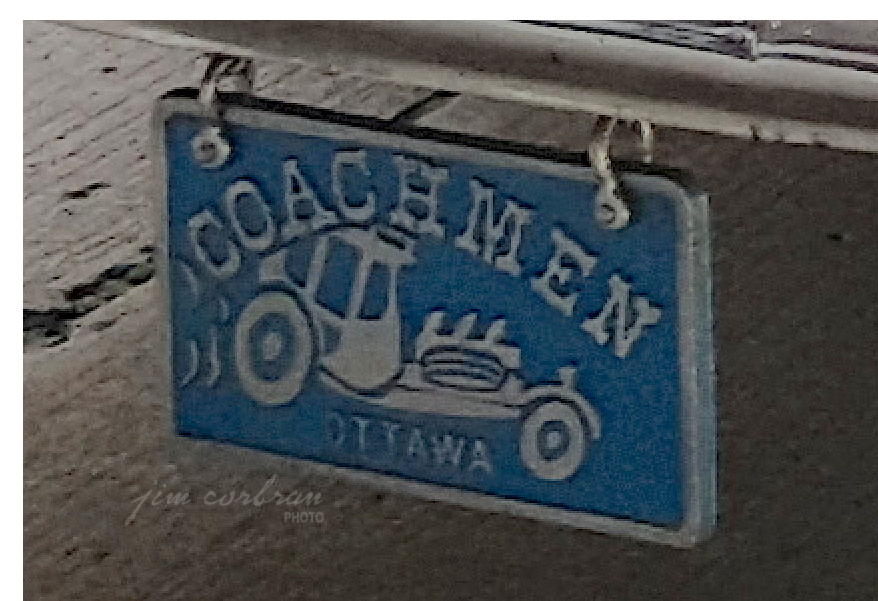 COACHMEN
OTTAWA
jim corbran
PHOTO